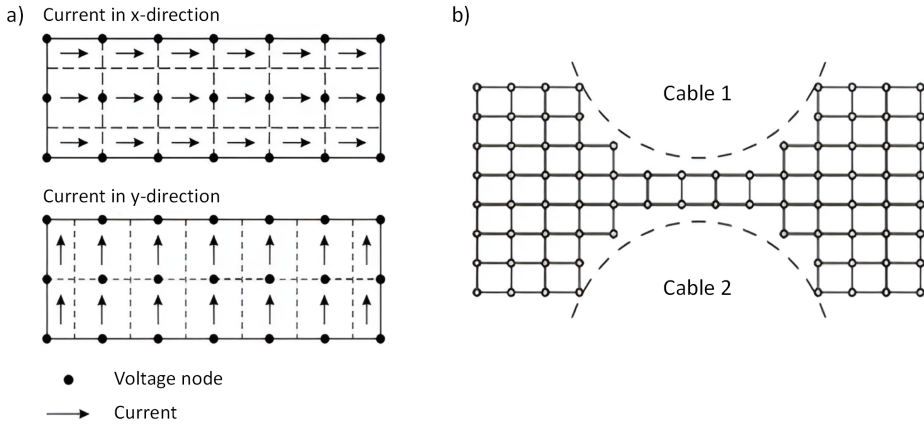 a)
Current in x-direction
Current in y-direction
Voltage node
Current
b)
Cable 1
Cable 2